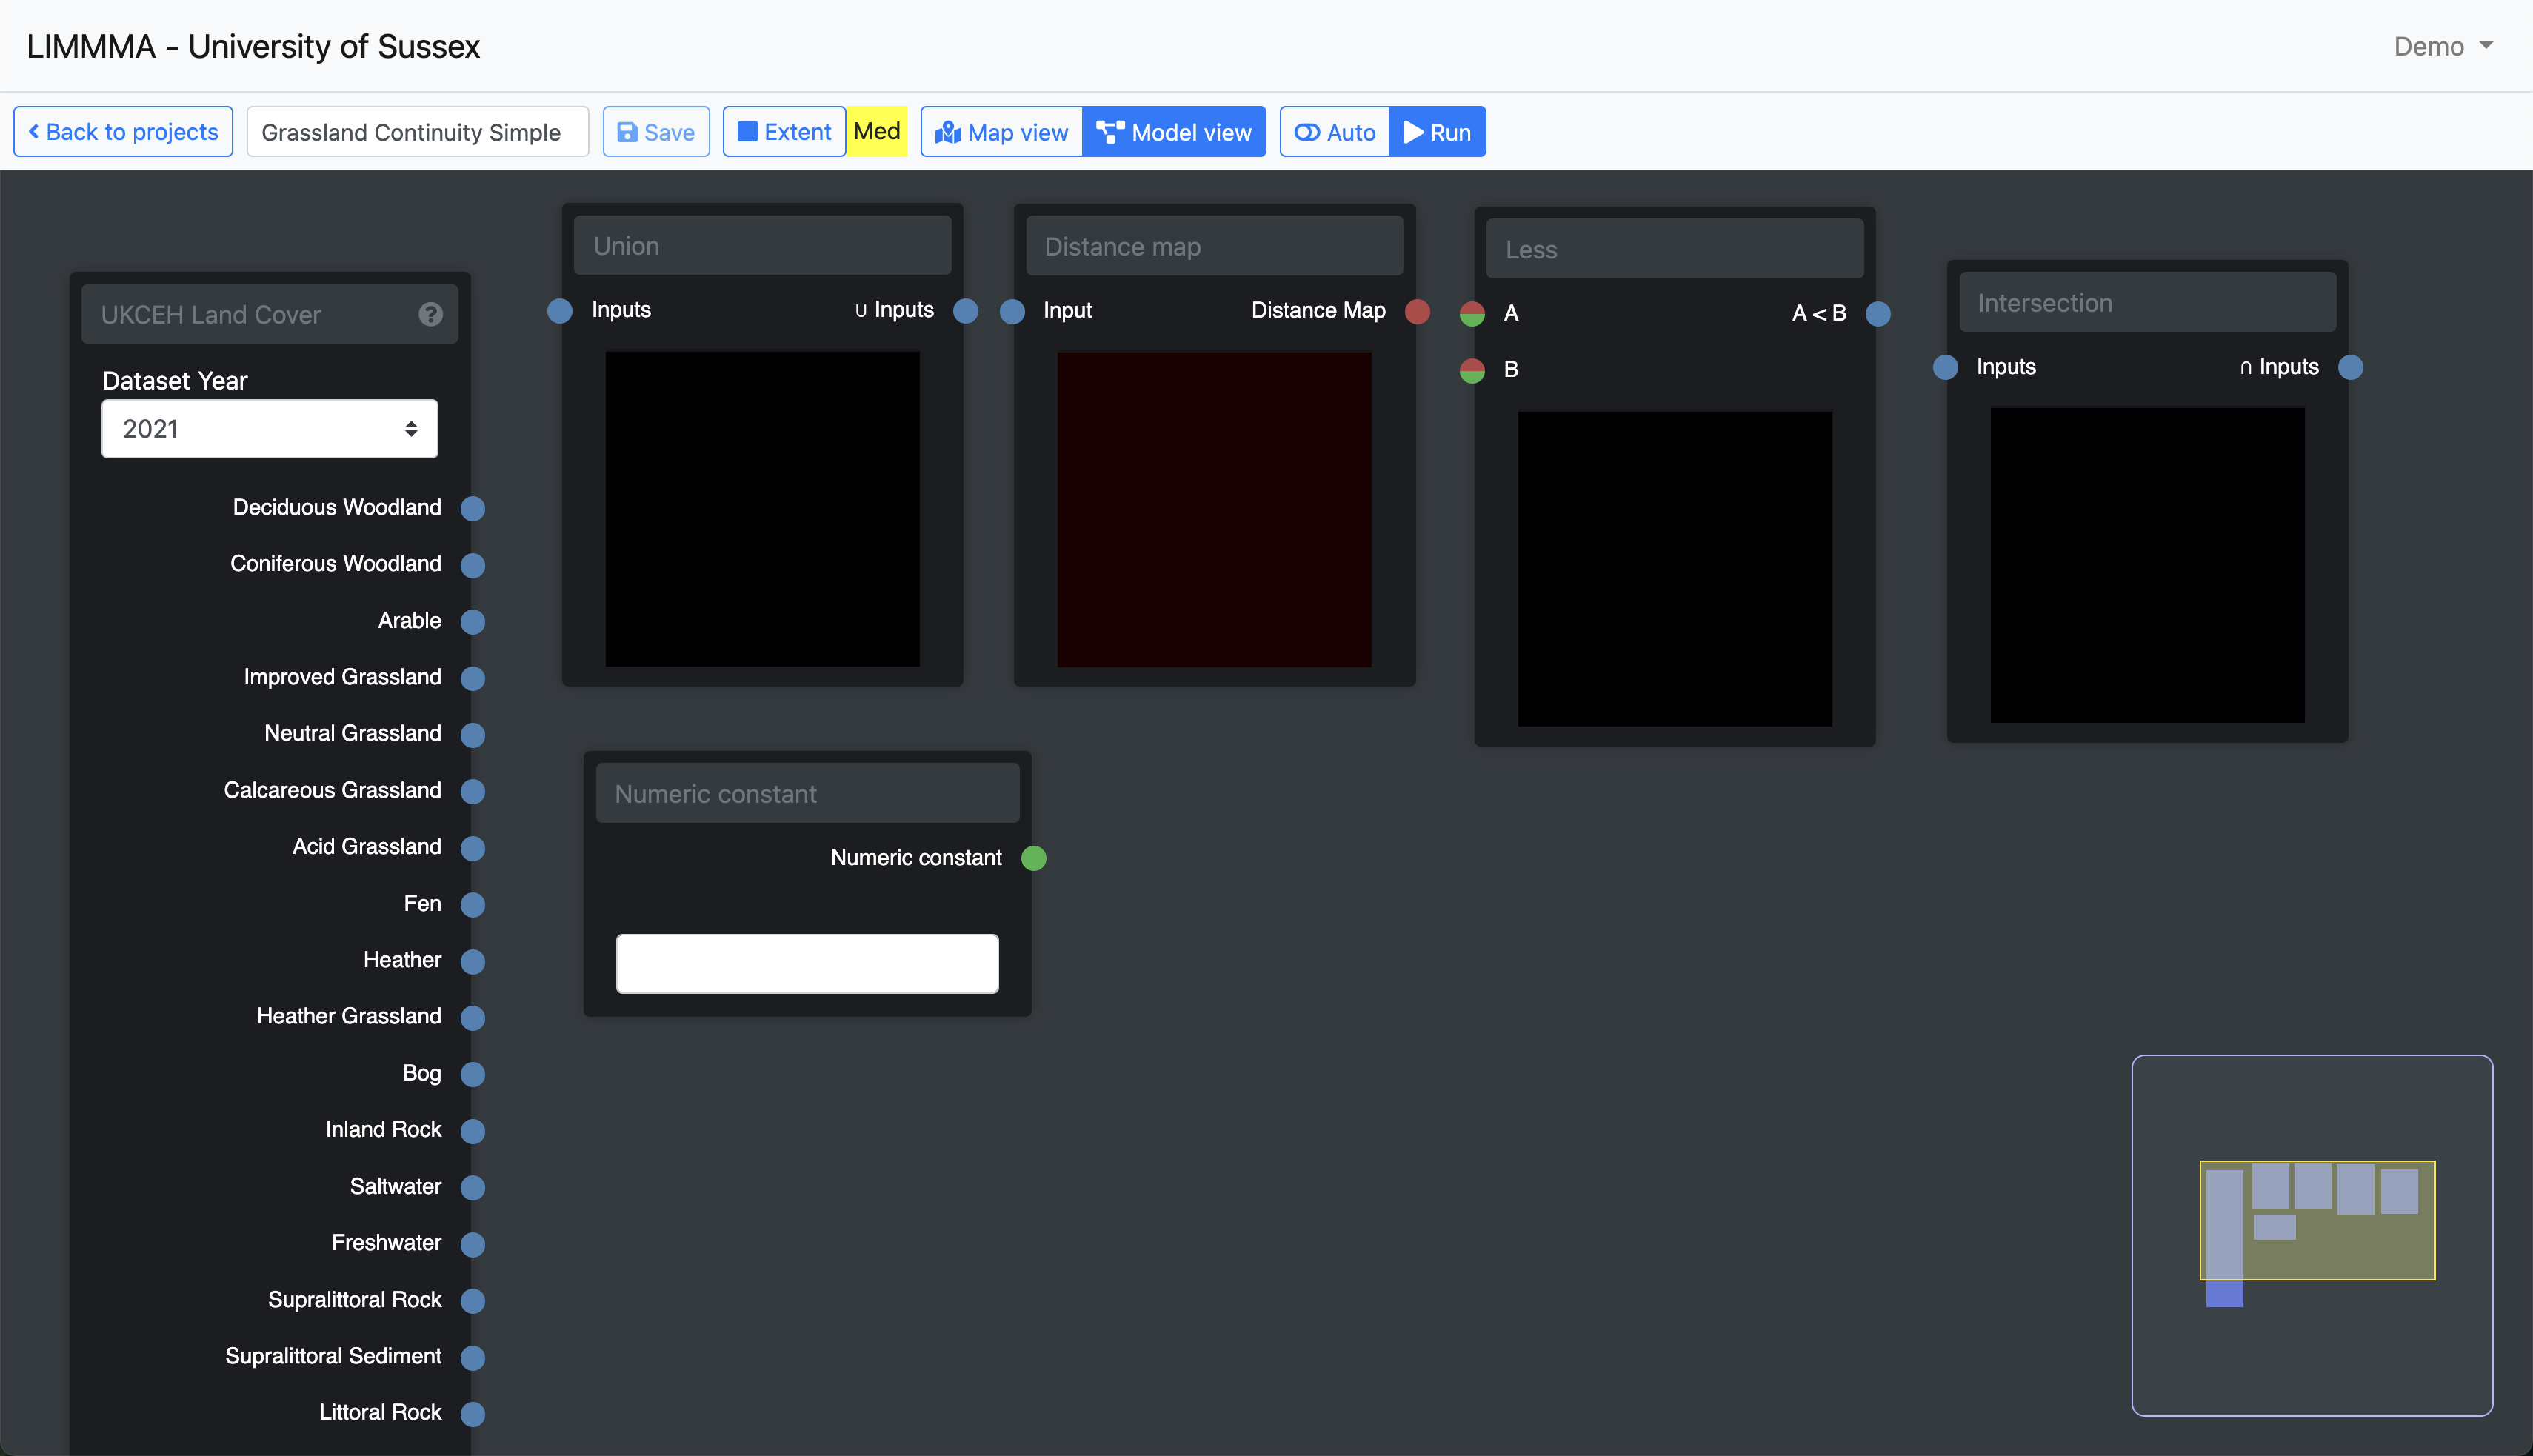 LIMMMA - University of Sussex
Demo
Back to projects
Grassland Continuity Simple
Save
Extent
Med
Map view
Model view
Auto
Run
UKCEH Land Cover
Dataset Year
2021
Deciduous Woodland
Coniferous Woodland
Arable
Improved Grassland
Neutral Grassland
Calcareous Grassland
Acid Grassland
Fen
Heather
Heather Grassland
Bog
Inland Rock
Saltwater
Freshwater
Supralittoral Rock
Supralittoral Sediment
Littoral Rock
Union
Inputs
∪ Inputs
Distance map
Input
Distance Map
Less
A
A < B
B
Intersection
Inputs
∩ Inputs
Numeric constant
Numeric constant